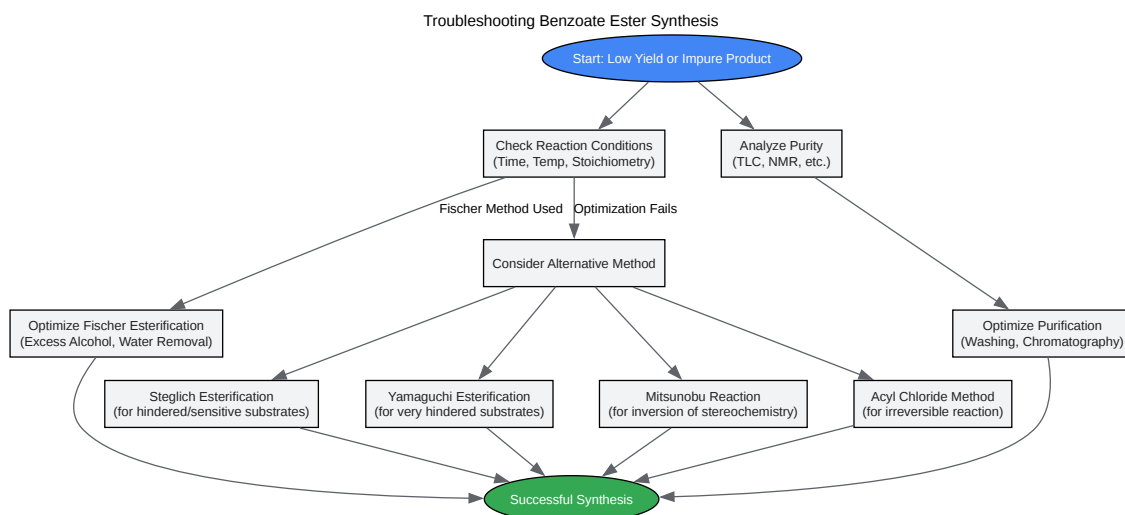 Troubleshooting Benzoate Ester Synthesis
Start: Low Yield or Impure Product
Check Reaction Conditions
(Time, Temp, Stoichiometry)
Analyze Purity
(TLC, NMR, etc.)
Fischer Method Used
Optimization Fails
Consider Alternative Method
Optimize Fischer Esterification
(Excess Alcohol, Water Removal)
Optimize Purification
(Washing, Chromatography)
Steglich Esterification
(for hindered/sensitive substrates)
Yamaguchi Esterification
(for very hindered substrates)
Mitsunobu Reaction
(for inversion of stereochemistry)
Acyl Chloride Method
(for irreversible reaction)
Successful Synthesis